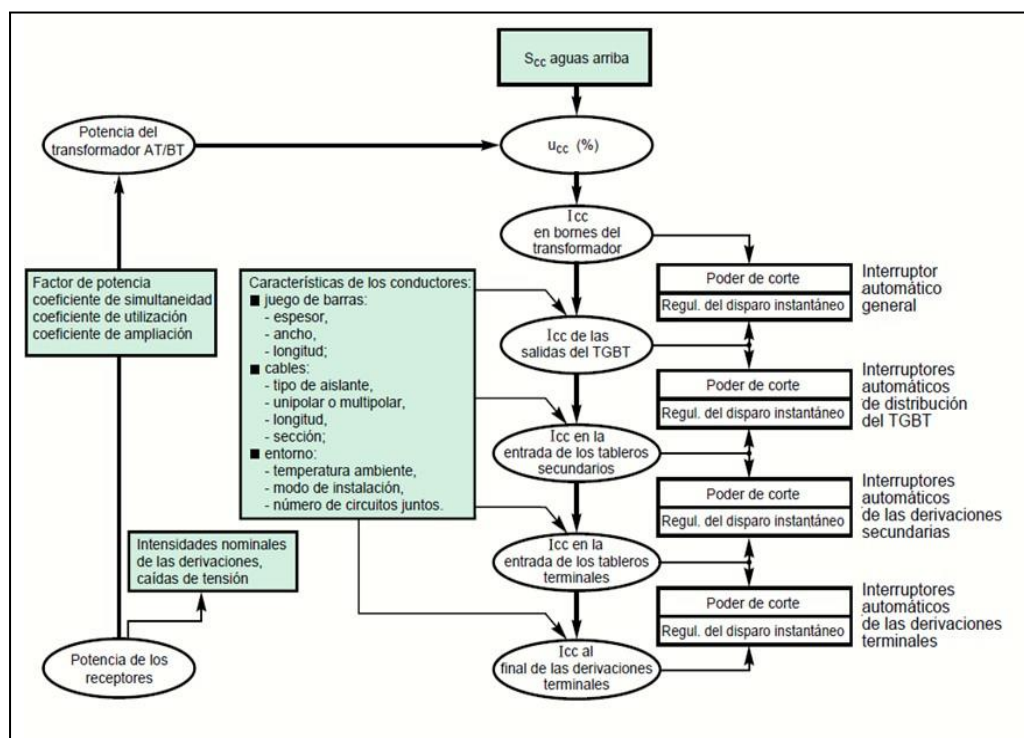 Scc aguas arriba
Potencia del
transformador AT/BT
ucc (%)
Icc
en bornes del
transformador
Factor de potencia
coeficiente de simultaneidad
coeficiente de utilización
coeficiente de ampliación
Características de los conductores:
■ juego de barras:
- espesor,
- ancho,
- longitud;
■ cables:
- tipo de aislante,
- unipolar o multipolar,
- longitud,
- sección;
■ entorno:
- temperatura ambiente,
- modo de instalación,
- número de circuitos juntos.
Poder de corte
Regul. del disparo instantáneo
Interruptor
automático
general
Icc de las
salidas del TGBT
Poder de corte
Regul. del disparo instantáneo
Interruptores
automáticos
de distribución
del TGBT
Icc en la
entrada de los tableros
secundarios
Poder de corte
Regul. del disparo instantáneo
Interruptores
automáticos
de las derivaciones
secundarias
Intensidades nominales
de las derivaciones,
caídas de tensión
Icc en la
entrada de los tableros
terminales
Poder de corte
Regul. del disparo instantáneo
Interruptores
automáticos
de las derivaciones
terminales
Potencia de los
receptores
Icc al
final de las derivaciones
terminales